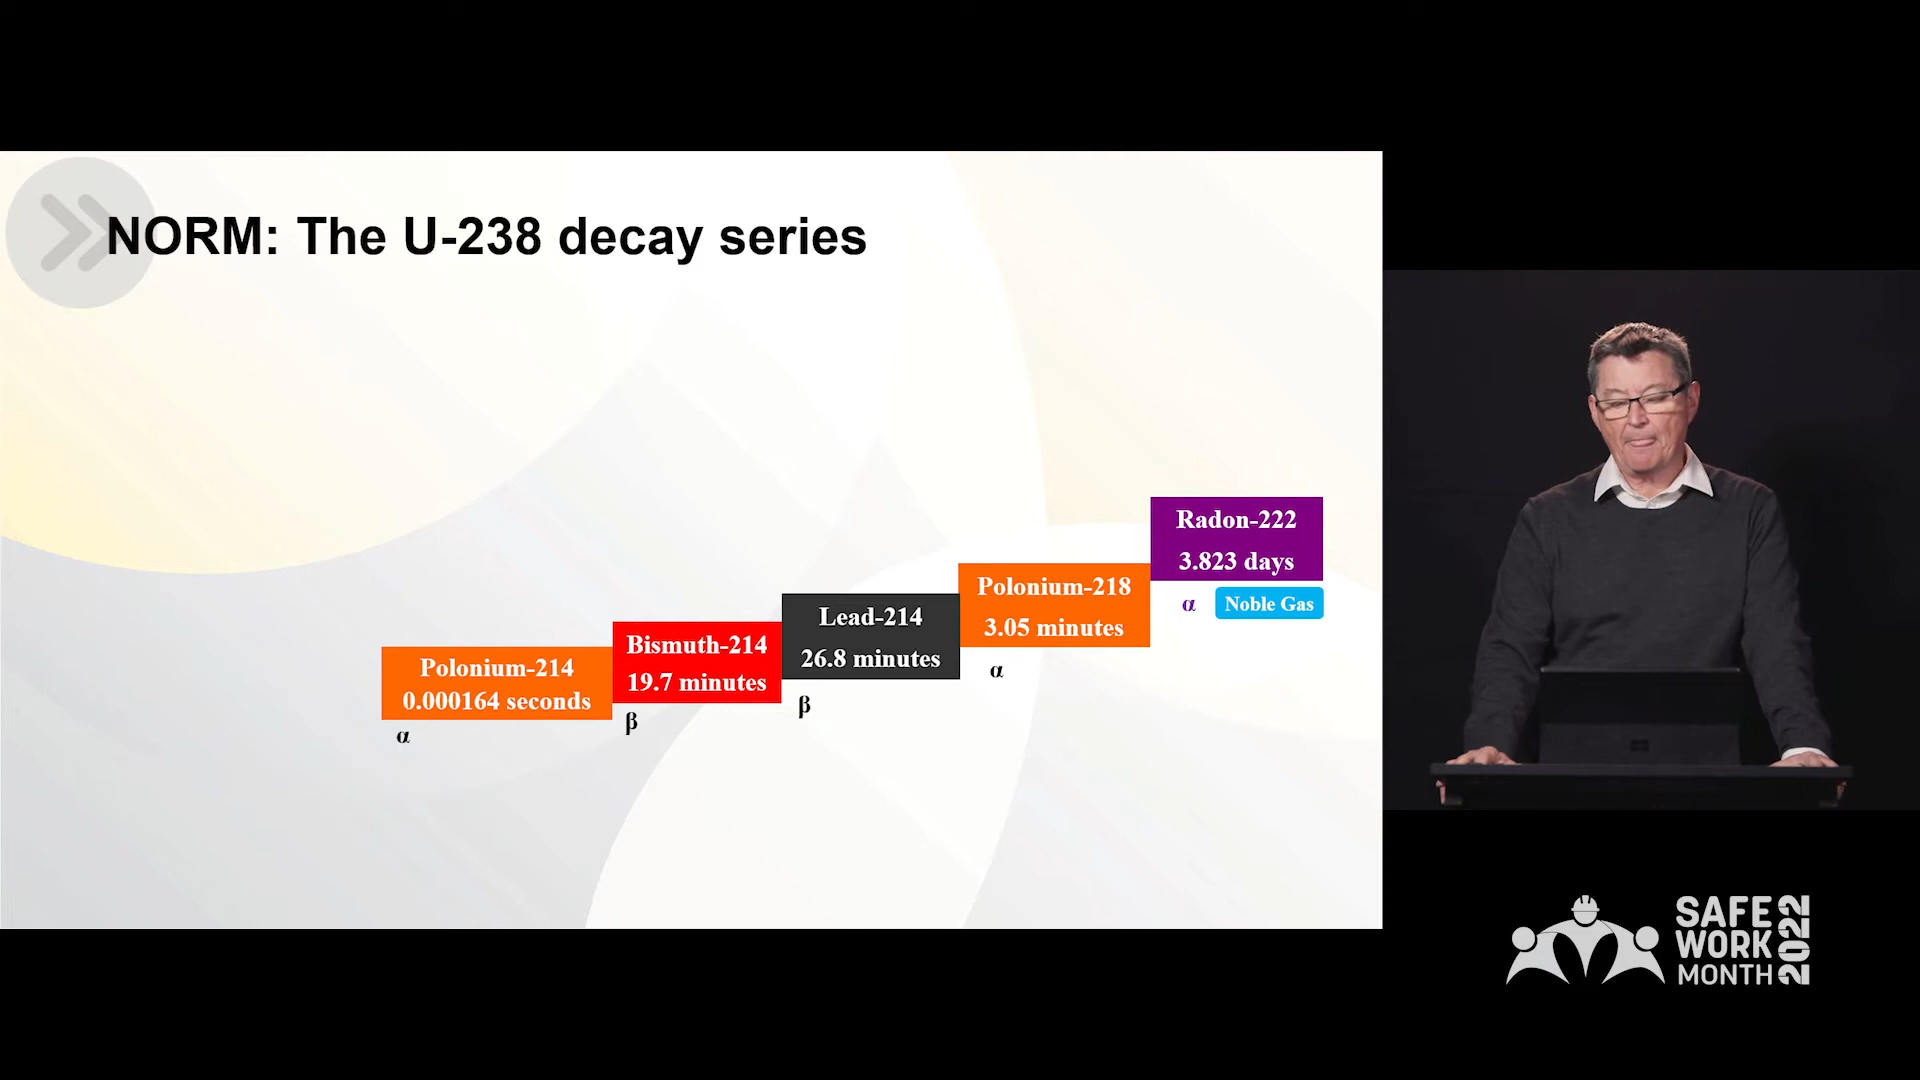 NORM: The U-238 decay series
Radon-222
3.823 days
α
Noble Gas
Polonium-218
3.05 minutes
α
Lead-214
26.8 minutes
β
Bismuth-214
19.7 minutes
β
Polonium-214
0.000164 seconds
α
SAFE
WORK
MONTH
2022